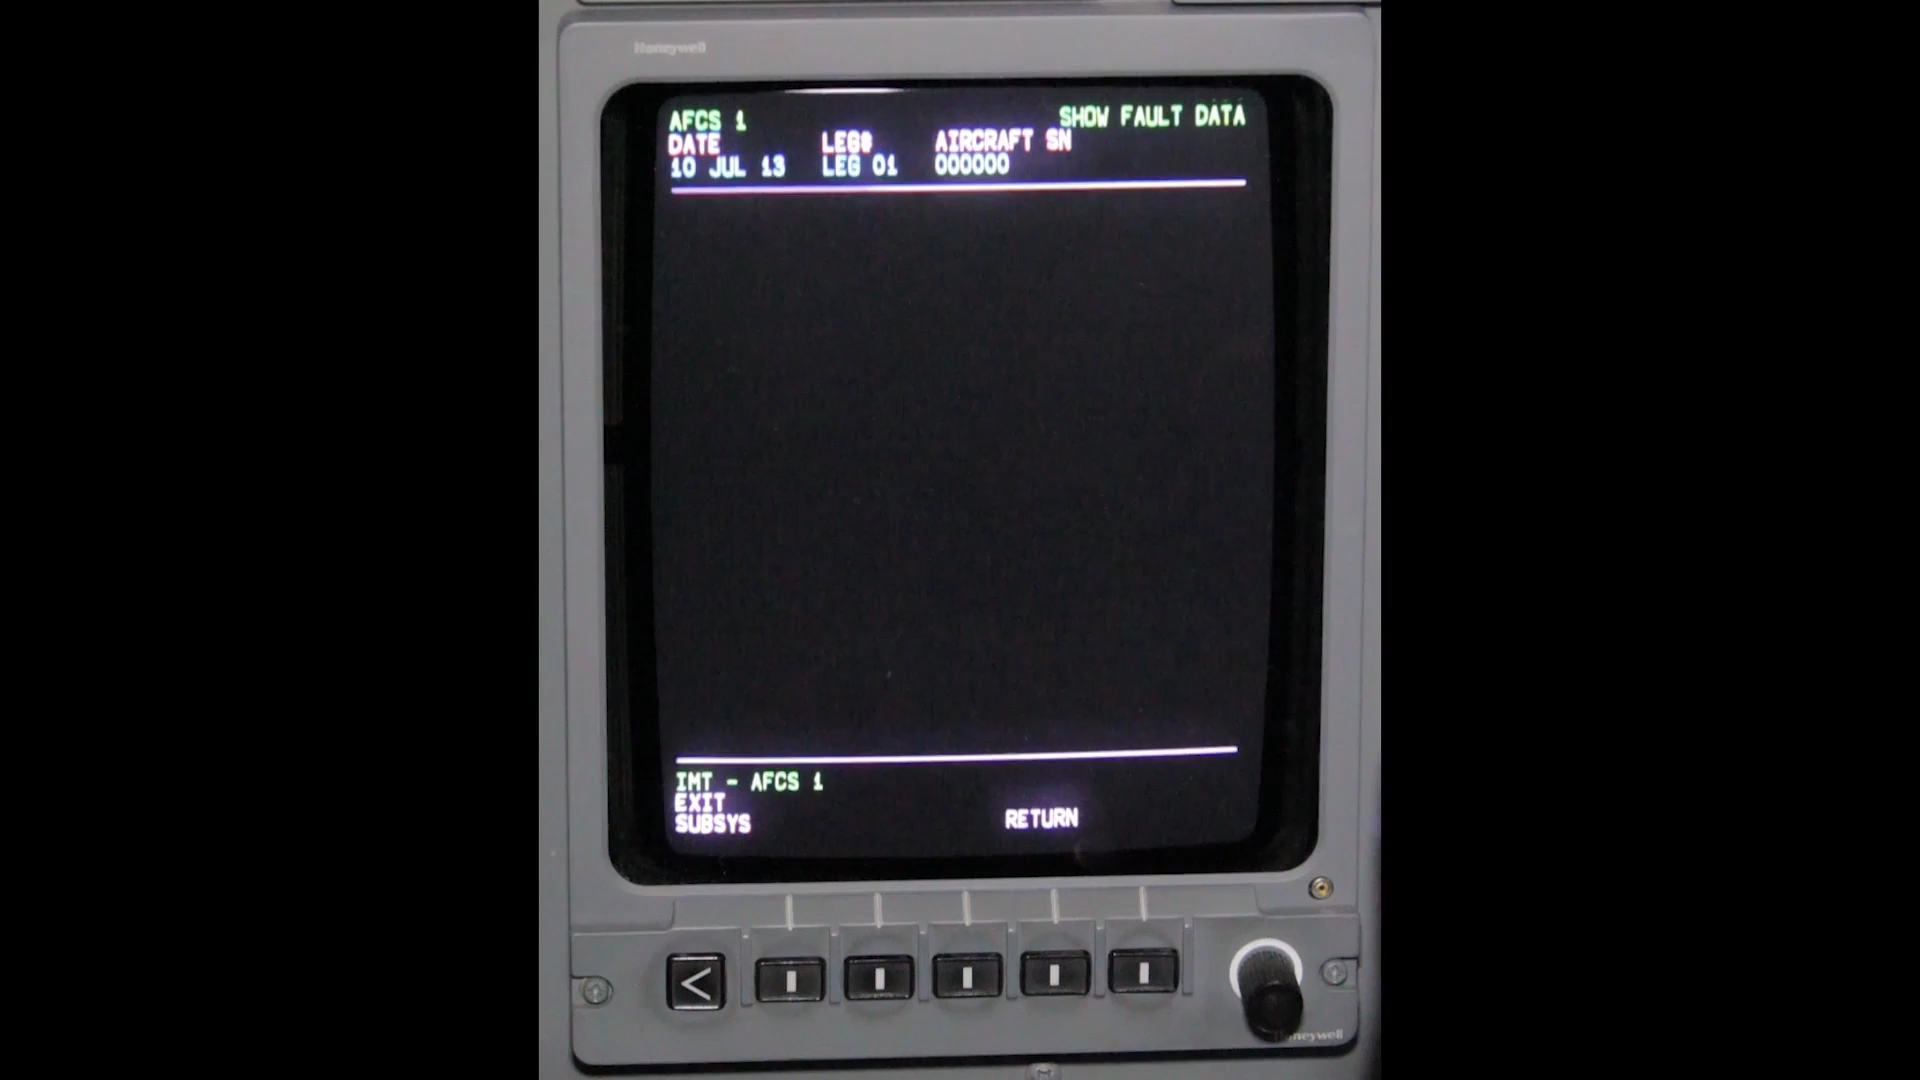 Honeywell
AFCS 1 SHOW FAULT DATA
DATE LEG# AIRCRAFT SN
10 JUL 13 LEG 01 000000
IMT - AFCS 1
EXIT
SUBSYS RETURN
<
Honeywell